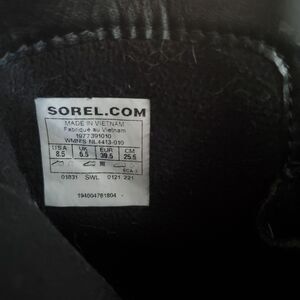 SOREL.COM
MADE IN VIETNAM
Fabriqué au Vietnam
1977391010
WMNS NL4413-010
USA UK EUR CM
8.5 6.5 39.5 25.5
01831 SWL 0121 221